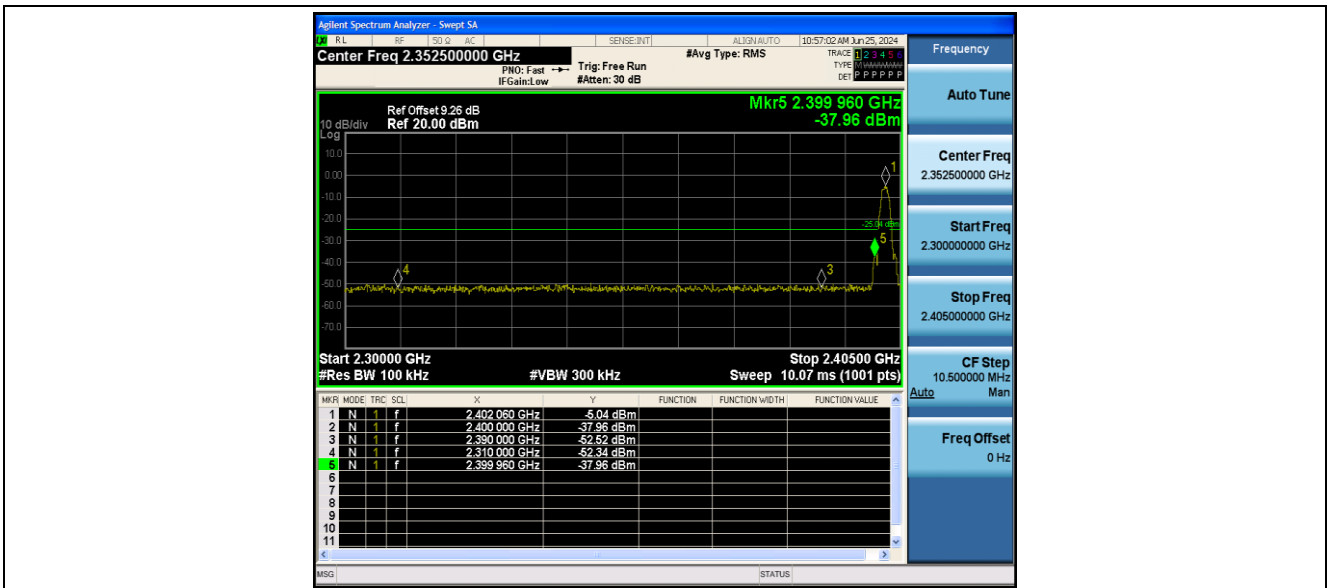 Agilent Spectrum Analyzer - Swept SA
RL RF 50 Ω AC SENSE:INT ALIGN AUTO 10:57:02 AM Jun 25, 2024
Center Freq 2.352500000 GHz
PNO: Fast
IFGain:Low
Trig: Free Run
#Atten: 30 dB
#Avg Type: RMS
TRACE 1 2 3 4 5 6
TYPE M
DET P P P P P P
Ref Offset 9.26 dB
Ref 20.00 dBm
10 dB/div
Log
Mkr5 2.399 960 GHz
-37.96 dBm
10.0
0.00
-10.0
-20.0
-30.0
-40.0
-50.0
-60.0
-70.0
1
-25.04 dBm
5
4
3
Start 2.30000 GHz
Stop 2.40500 GHz
#Res BW 100 kHz
#VBW 300 kHz
Sweep 10.07 ms (1001 pts)
MKR MODE TRC SCL X Y FUNCTION FUNCTION WIDTH FUNCTION VALUE
1 N 1 f 2.402 060 GHz -5.04 dBm
2 N 1 f 2.400 000 GHz -37.96 dBm
3 N 1 f 2.390 000 GHz -52.52 dBm
4 N 1 f 2.310 000 GHz -52.34 dBm
5 N 1 f 2.399 960 GHz -37.96 dBm
6
7
8
9
10
11
MSG
STATUS
Frequency
Auto Tune
Center Freq
2.352500000 GHz
Start Freq
2.300000000 GHz
Stop Freq
2.405000000 GHz
CF Step
10.500000 MHz
Auto Man
Freq Offset
0 Hz